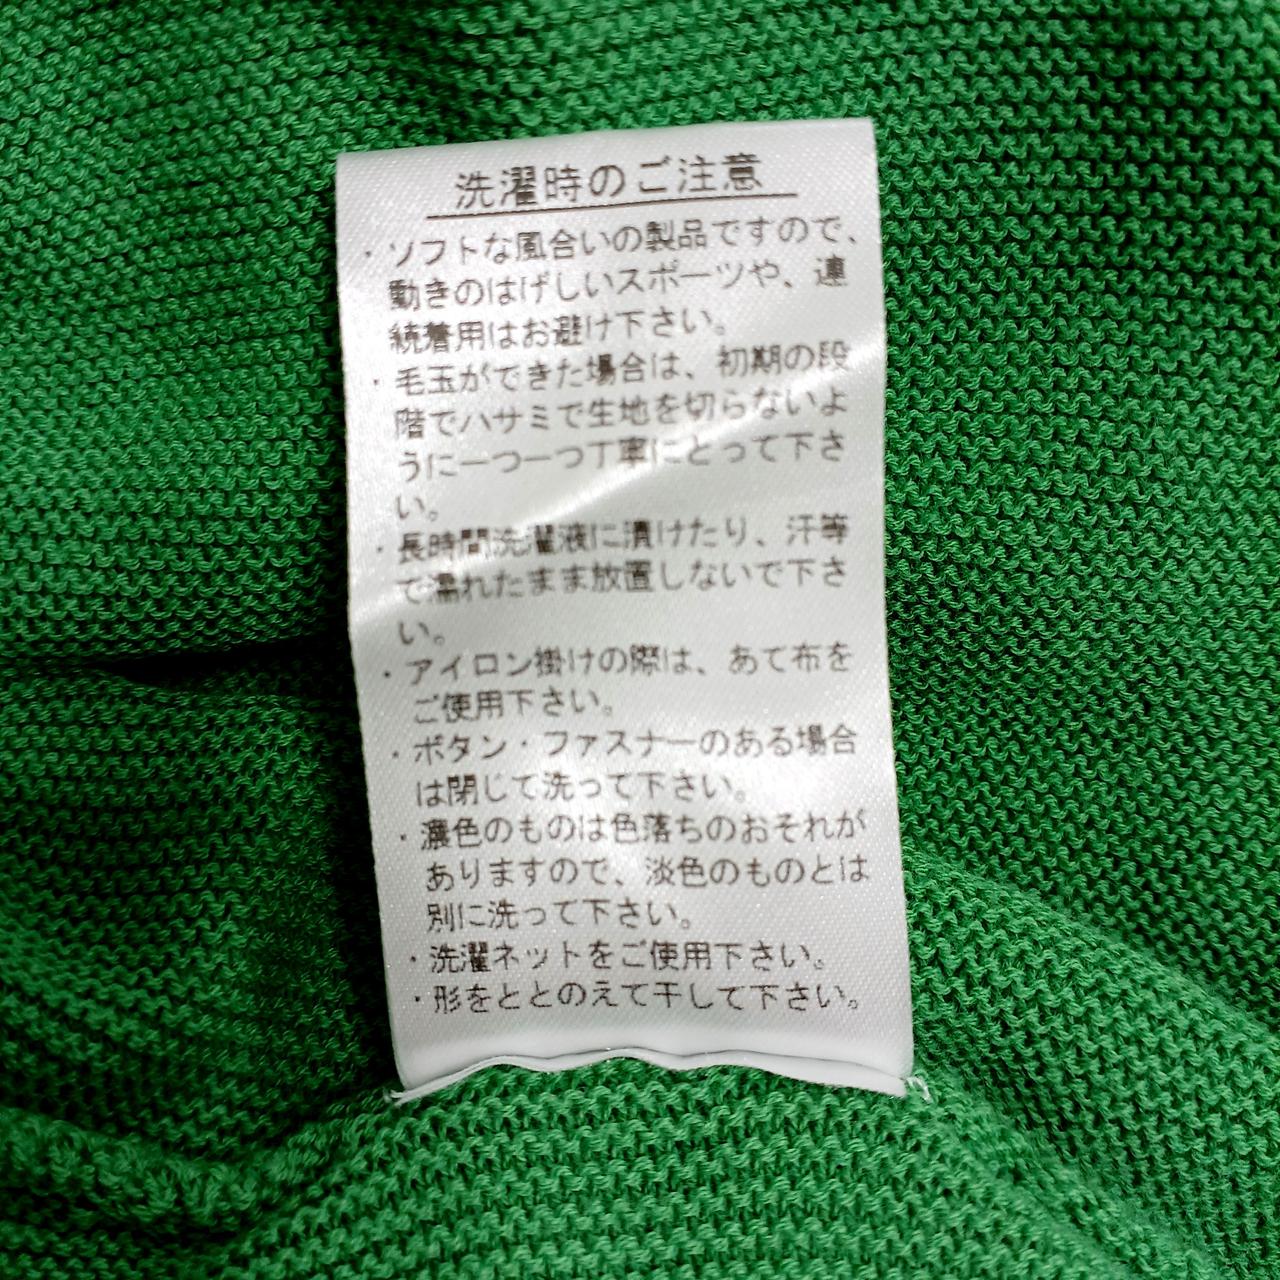 洗濯時のご注意
・ソフトな風合いの製品ですので、
動きのはげしいスポーツや、連
続着用はお避け下さい。
・毛玉ができた場合は、初期の段
階でハサミで生地を切らないよ
うに一つ一つ丁寧にとって下さ
い。
・長時間洗濯液に漬けたり、汗等
で濡れたまま放置しないで下さ
い。
・アイロン掛けの際は、あて布を
ご使用下さい。
・ボタン・ファスナーのある場合
は閉じて洗って下さい。
・濃色のものは色落ちのおそれが
ありますので、淡色のものとは
別に洗って下さい。
・洗濯ネットをご使用下さい。
・形をととのえて干して下さい。